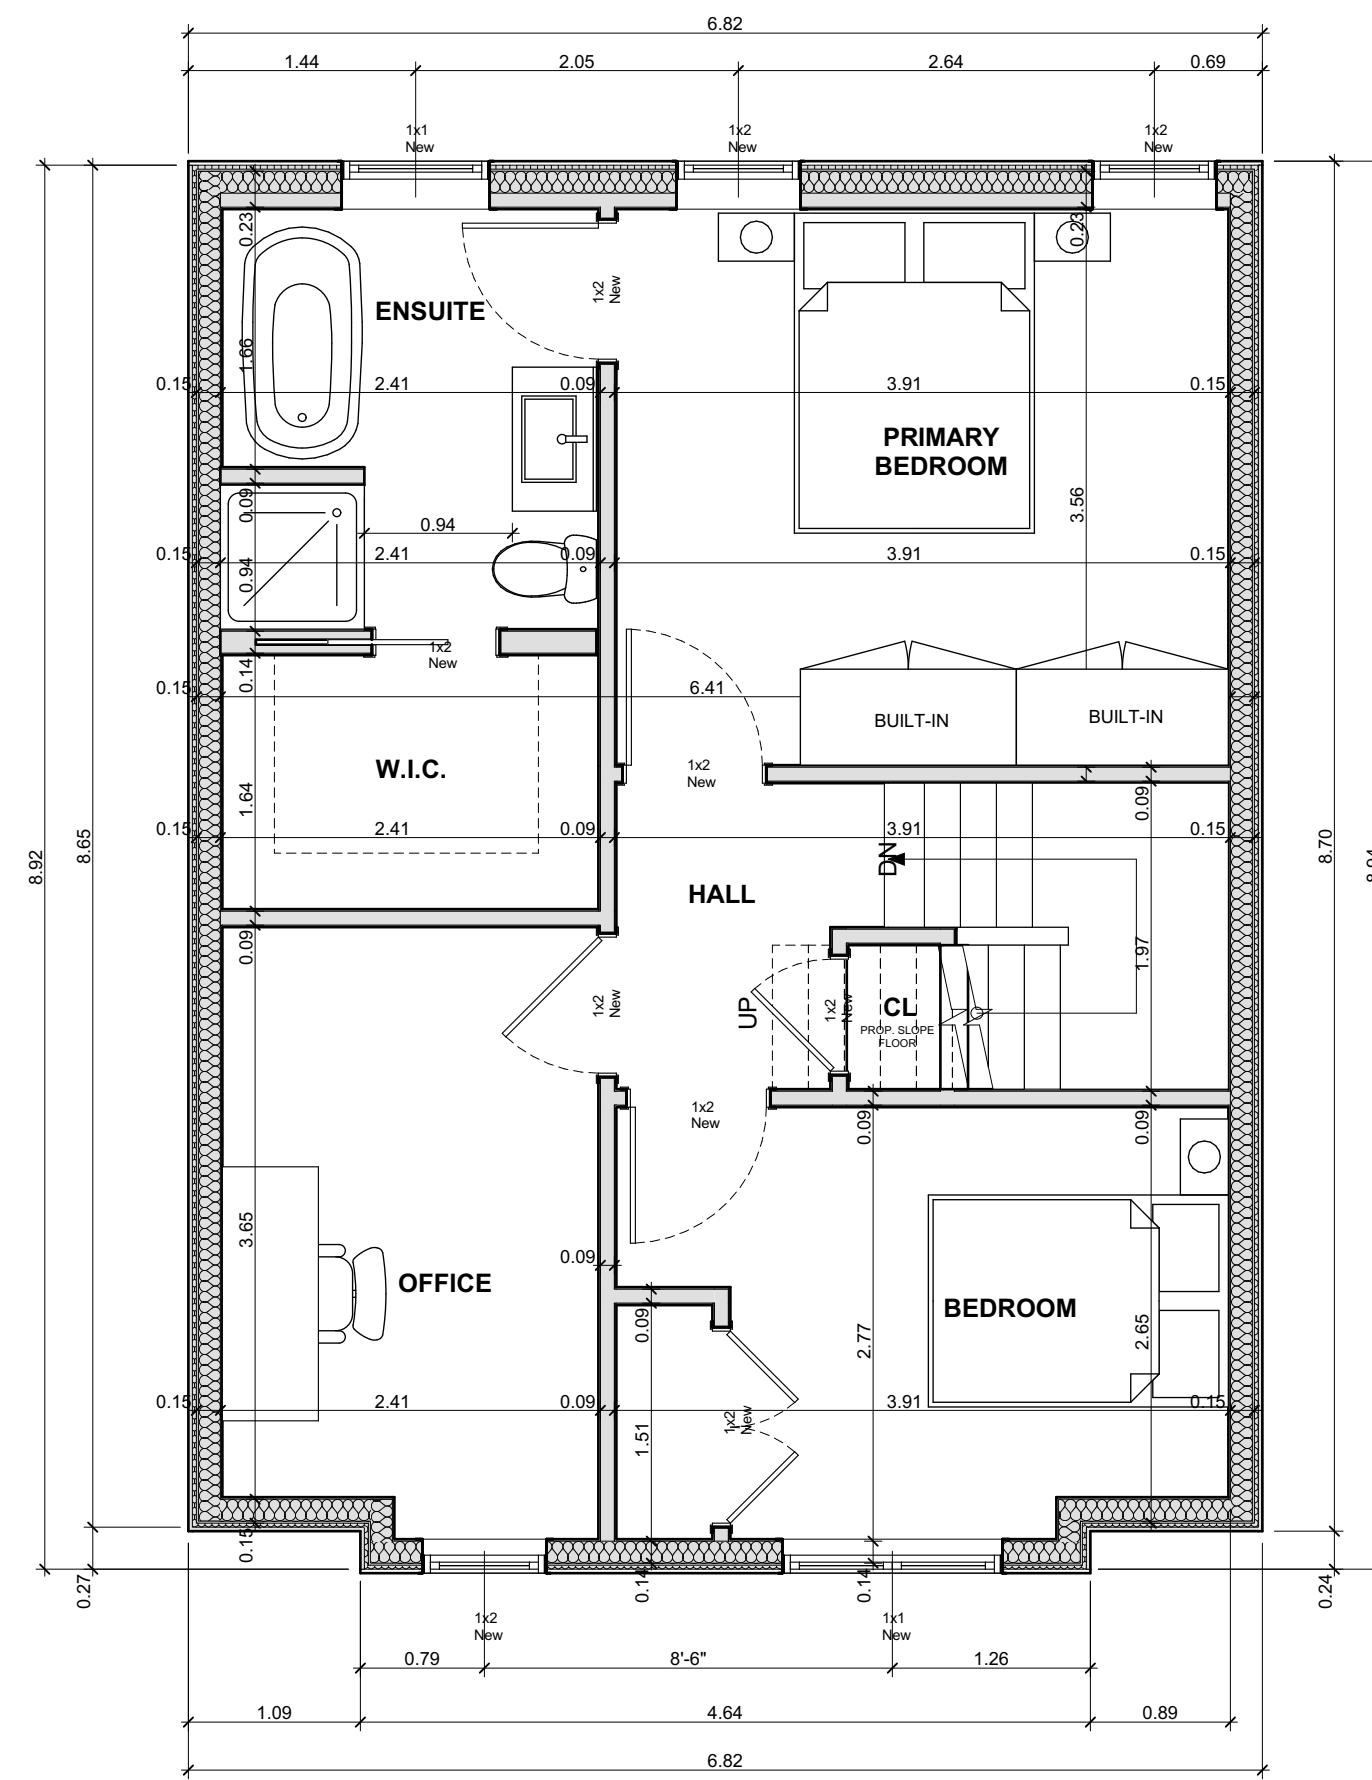 6.82
1.44
2.05
2.64
0.69
1x1
New
1x2
New
1x2
New
0.23
0.23
1x2
New
ENSUITE
1.66
0.15
2.41
0.09
3.91
0.15
PRIMARY
BEDROOM
0.09
0.94
3.56
0.15
2.41
0.09
3.91
0.15
0.94
1x2
New
0.14
0.15
6.41
0.15
BUILT-IN
BUILT-IN
W.I.C.
1x2
New
1.64
0.09
0.15
2.41
0.09
3.91
0.15
8.92
8.65
8.70
DN
HALL
0.09
1.97
1x2
New
UP
1x2
New
CL
PROP. SLOPE
FLOOR
1x2
New
0.09
0.09
3.65
0.09
OFFICE
BEDROOM
0.09
2.77
2.65
0.15
2.41
0.09
3.91
0.15
1x2
New
1.51
0.15
0.27
0.14
0.14
0.24
1x2
New
1x1
New
0.79
8'-6"
1.26
1.09
4.64
0.89
6.82